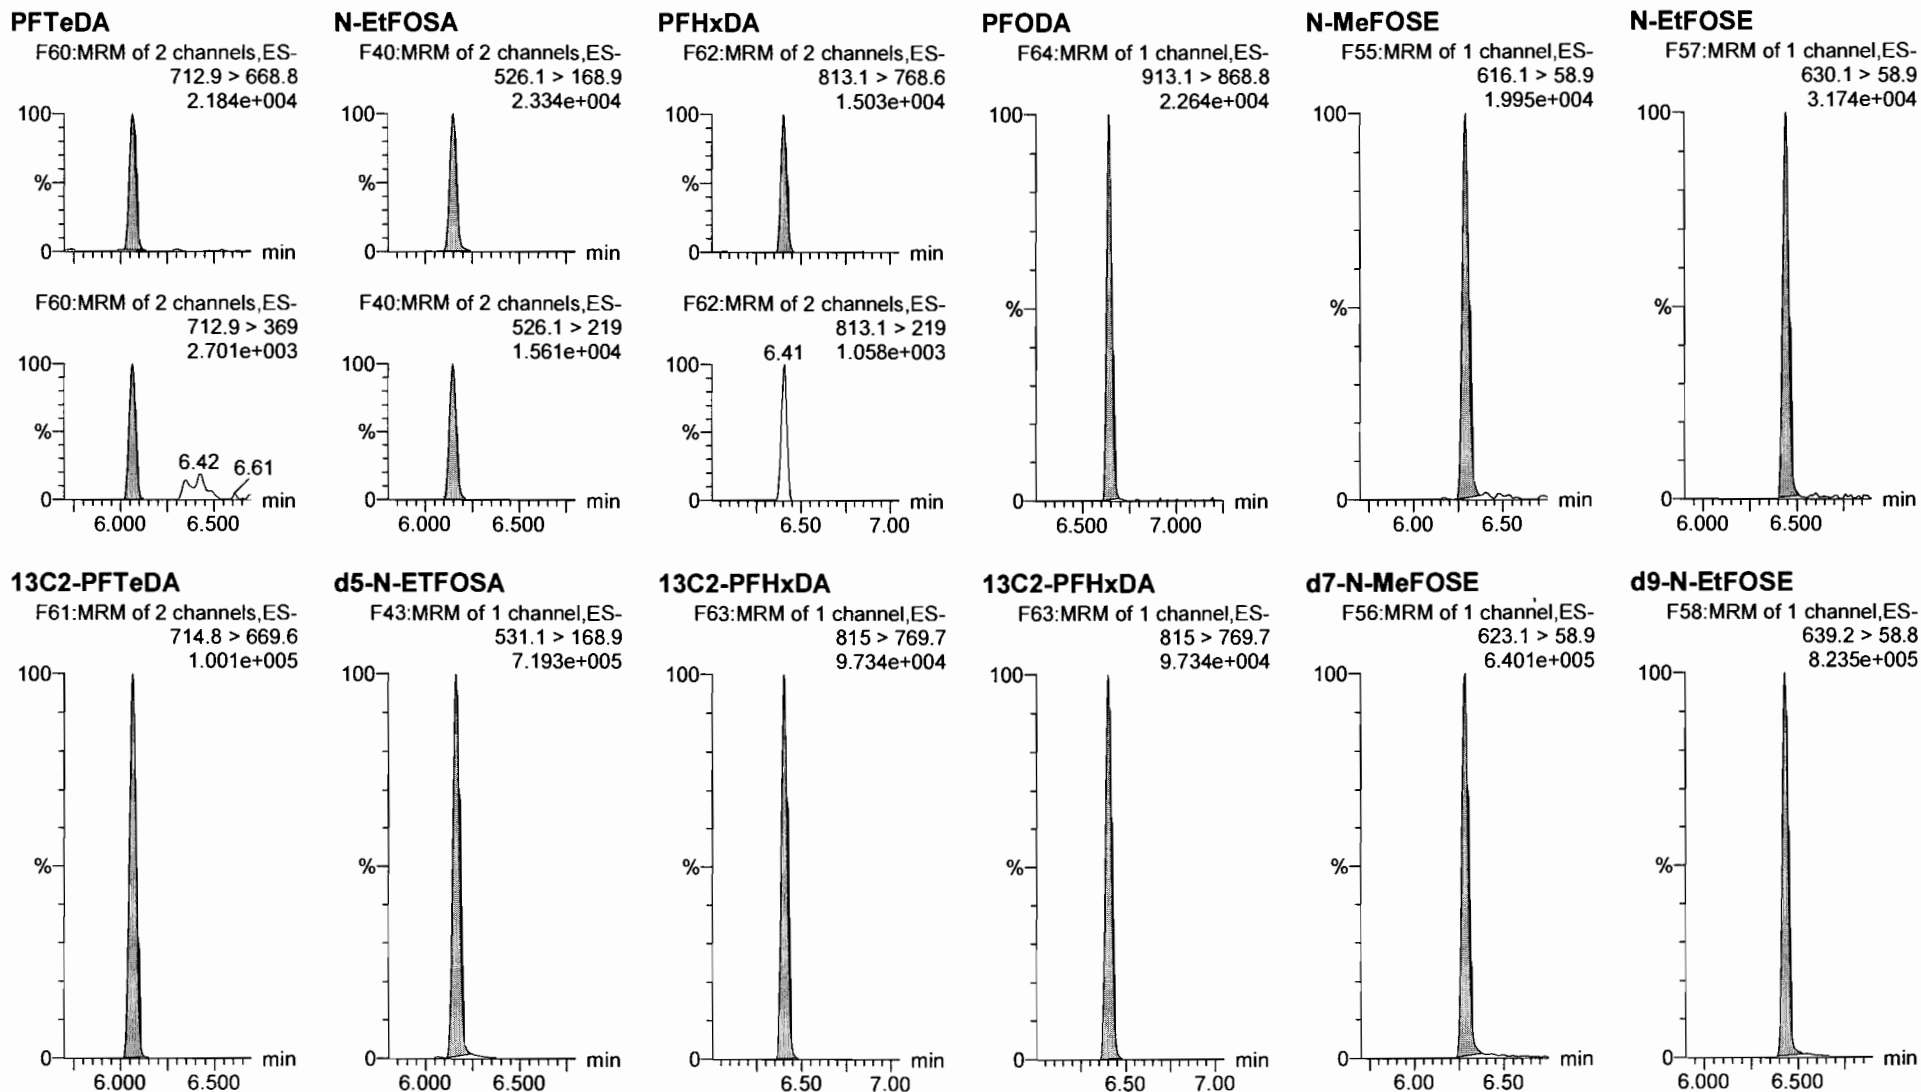 PFTeDA
F60:MRM of 2 channels,ES-
712.9 > 668.8
2.184e+004
100
%
0
min
F60:MRM of 2 channels,ES-
712.9 > 369
2.701e+003
100
%
6.42
6.61
0
min
6.000 6.500
N-EtFOSA
F40:MRM of 2 channels,ES-
526.1 > 168.9
2.334e+004
100
%
0
min
F40:MRM of 2 channels,ES-
526.1 > 219
1.561e+004
100
%
0
min
6.000 6.500
PFHxDA
F62:MRM of 2 channels,ES-
813.1 > 768.6
1.503e+004
100
%
0
min
F62:MRM of 2 channels,ES-
813.1 > 219
6.41 1.058e+003
100
%
0
min
6.50 7.00
PFODA
F64:MRM of 1 channel,ES-
913.1 > 868.8
2.264e+004
100
%
0
min
6.500 7.000
N-MeFOSE
F55:MRM of 1 channel,ES-
616.1 > 58.9
1.995e+004
100
%
0
min
6.00 6.50
N-EtFOSE
F57:MRM of 1 channel,ES-
630.1 > 58.9
3.174e+004
100
%
0
min
6.000 6.500
13C2-PFTeDA
F61:MRM of 2 channels,ES-
714.8 > 669.6
1.001e+005
100
%
0
min
6.000 6.500
d5-N-ETFOSA
F43:MRM of 1 channel,ES-
531.1 > 168.9
7.193e+005
100
%
0
min
6.000 6.500
13C2-PFHxDA
F63:MRM of 1 channel,ES-
815 > 769.7
9.734e+004
100
%
0
min
6.50 7.00
13C2-PFHxDA
F63:MRM of 1 channel,ES-
815 > 769.7
9.734e+004
100
%
0
min
6.50 7.00
d7-N-MeFOSE
F56:MRM of 1 channel,ES-
623.1 > 58.9
6.401e+005
100
%
0
min
6.00 6.50
d9-N-EtFOSE
F58:MRM of 1 channel,ES-
639.2 > 58.8
8.235e+005
100
%
0
min
6.000 6.500